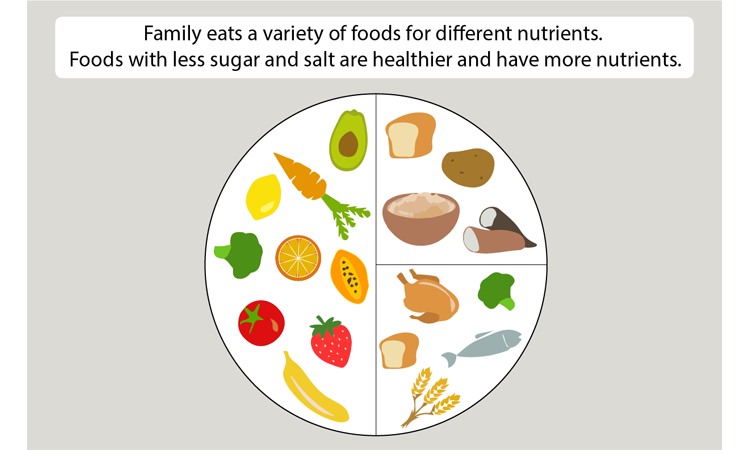 Family eats a variety of foods for different nutrients.
Foods with less sugar and salt are healthier and have more nutrients.